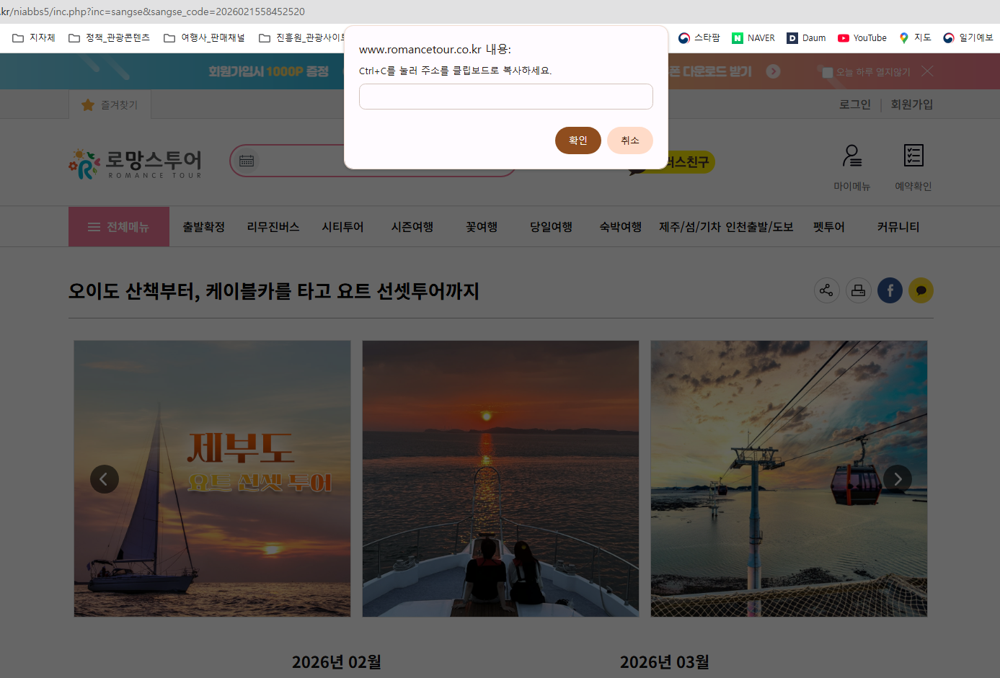 .kr/niabbs5/inc.php?inc=sangse&sangse_code=2026021558452520
지자체 정책_관광콘텐츠 여행사_판매채널 진흥원_관광사이트 스타팜 NAVER Daum YouTube 지도 일기예보
www.romancetour.co.kr 내용:
Ctrl+C를 눌러 주소를 클립보드로 복사하세요.
확인 취소
회원가입시 1000P 증정 폰 다운로드 받기 오늘 하루 열지않기
즐겨찾기 로그인 회원가입
로망스투어
ROMANCE TOUR
러스친구
마이메뉴 예약확인
전체메뉴 출발확정 리무진버스 시티투어 시즌여행 꽃여행 당일여행 숙박여행 제주/섬/기차 인천출발/도보 펫투어 커뮤니티
오이도 산책부터, 케이블카를 타고 요트 선셋투어까지
제부도
요트 선셋 투어
2026년 02월 2026년 03월